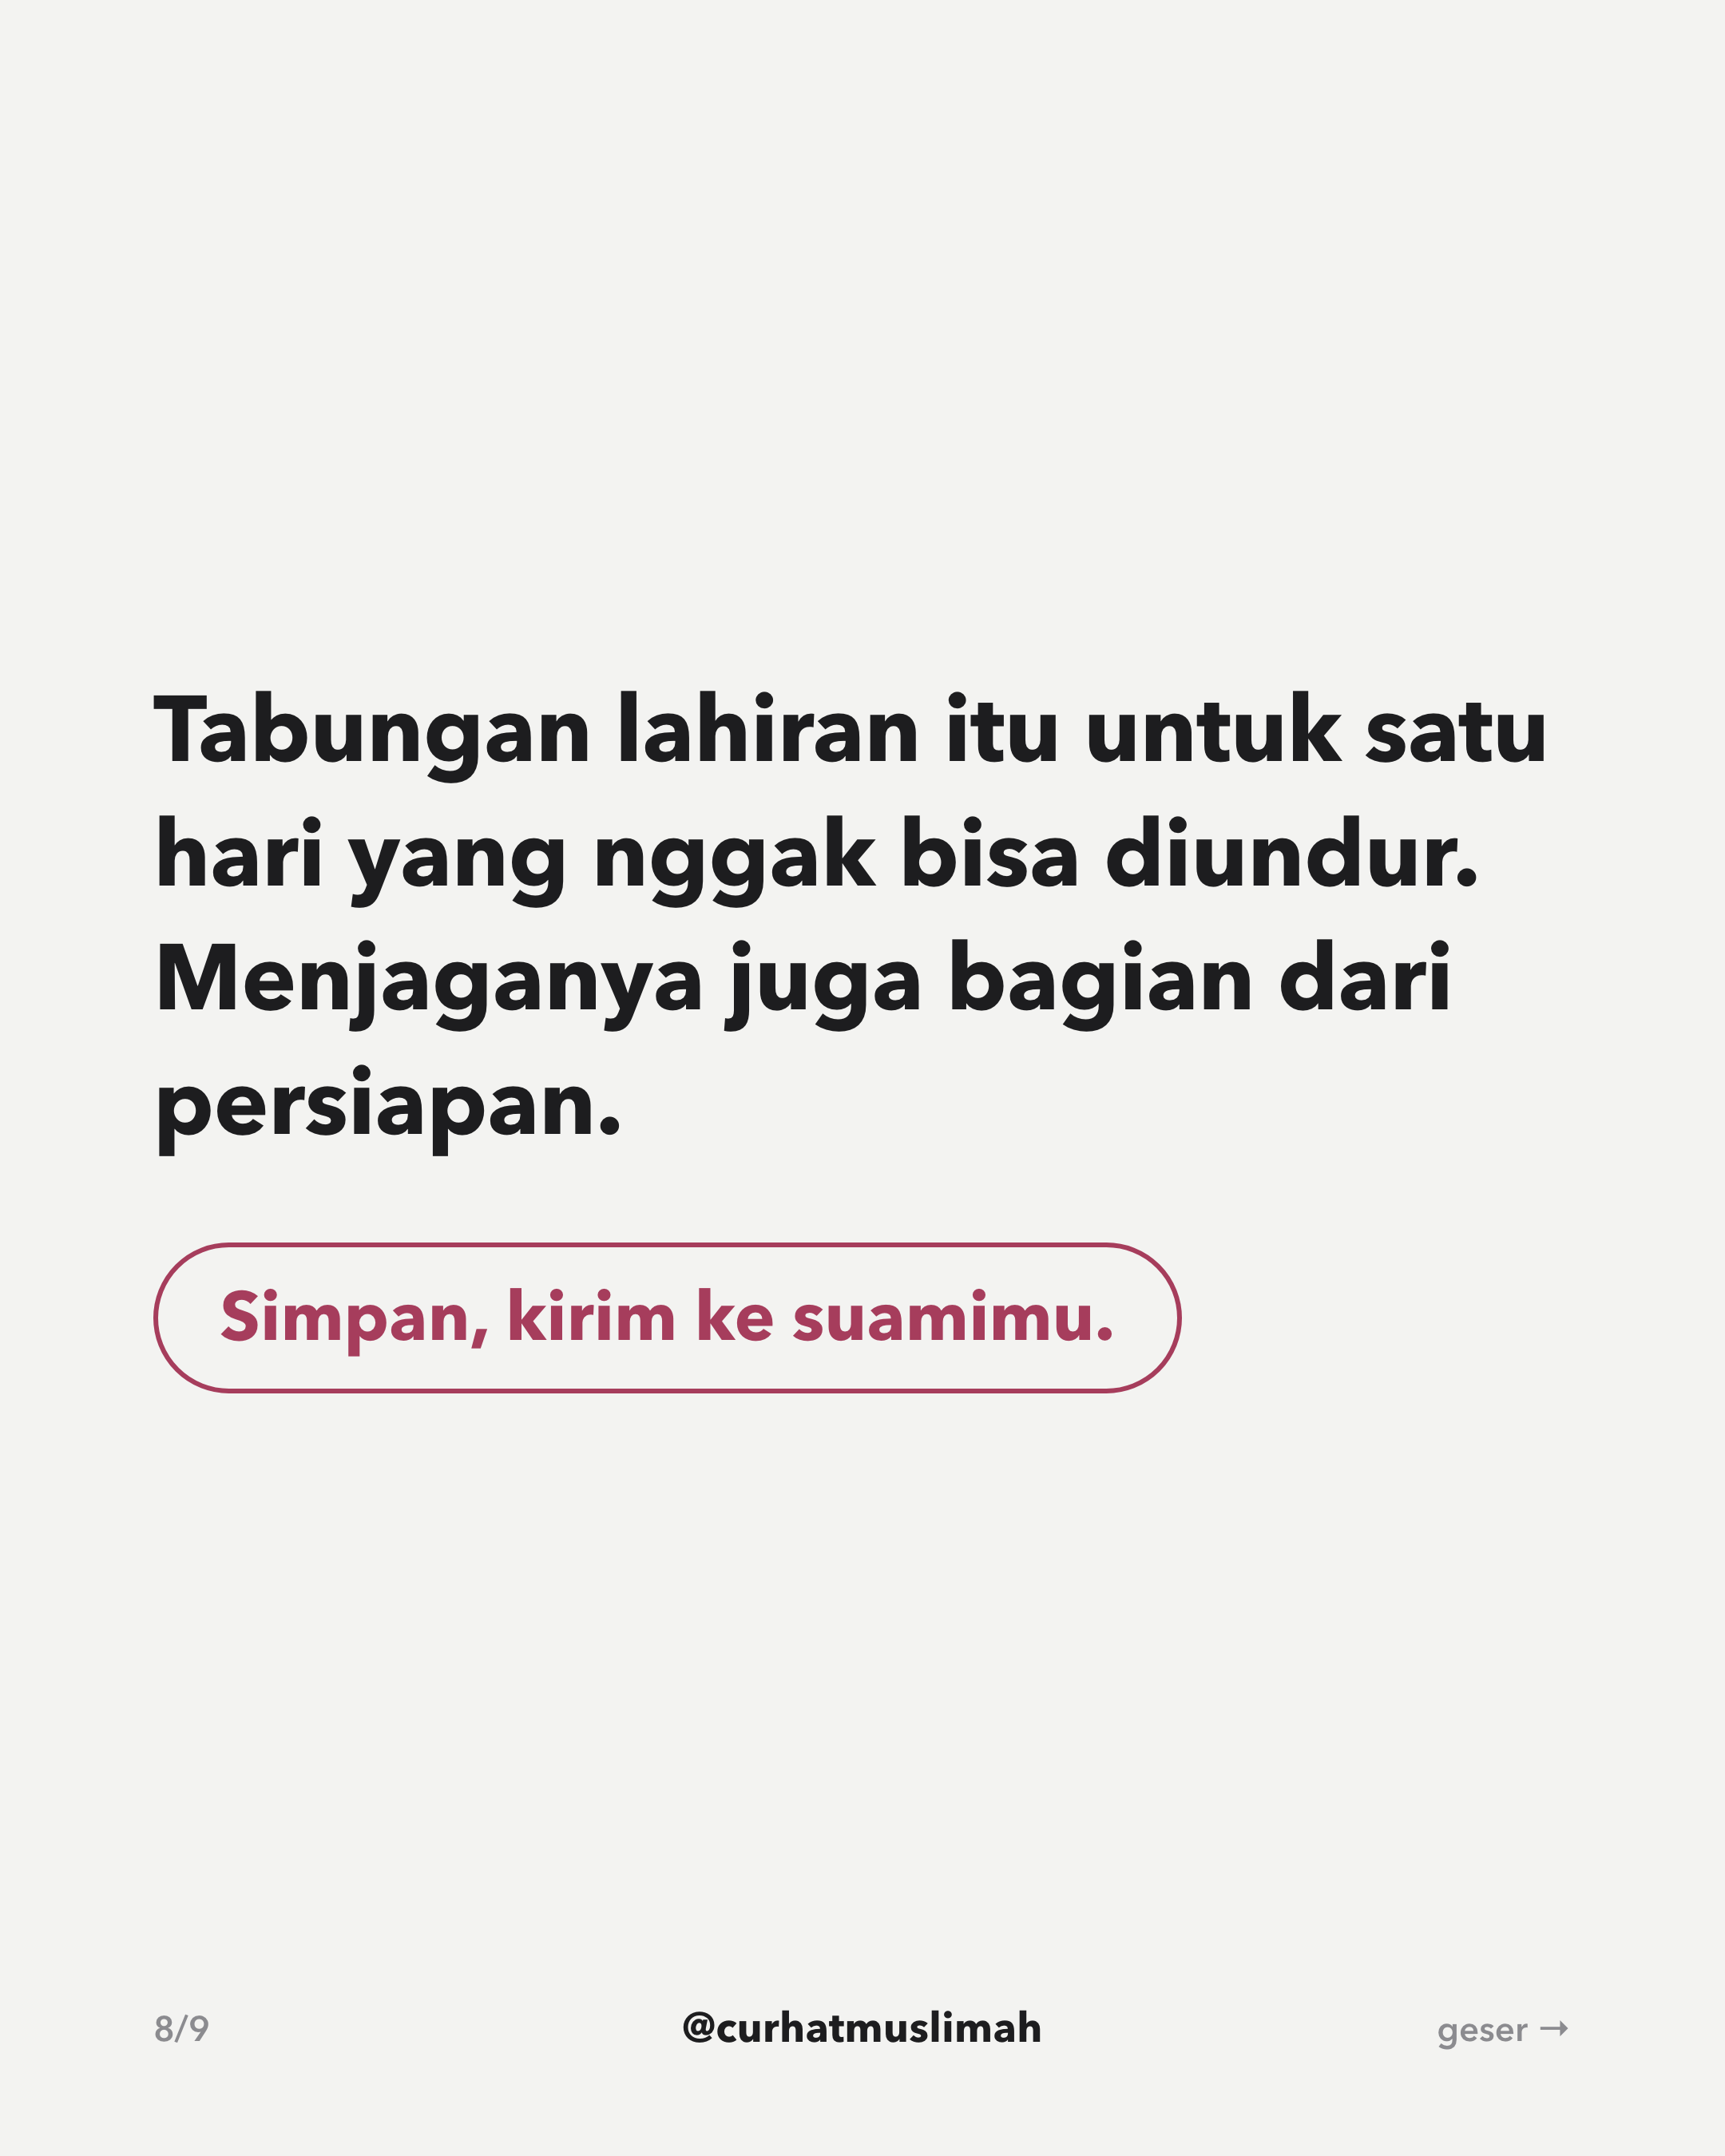 Tabungan lahiran itu untuk satu
hari yang nggak bisa diundur.
Menjaganya juga bagian dari
persiapan.
Simpan, kirim ke suamimu.
8/9
@curhatmuslimah
geser →